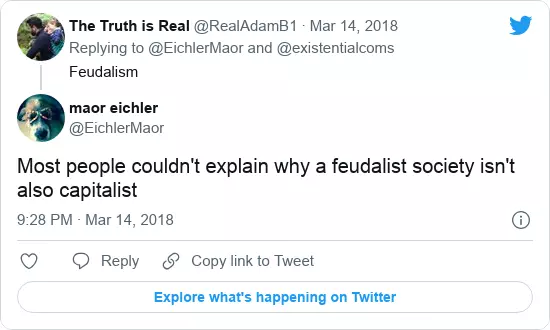 The Truth is Real @RealAdamB1 · Mar 14, 2018
Replying to @EichlerMaor and @existentialcoms
Feudalism
maor eichler
@EichlerMaor
Most people couldn't explain why a feudalist society isn't
also capitalist
9:28 PM · Mar 14, 2018
Reply
Copy link to Tweet
Explore what's happening on Twitter